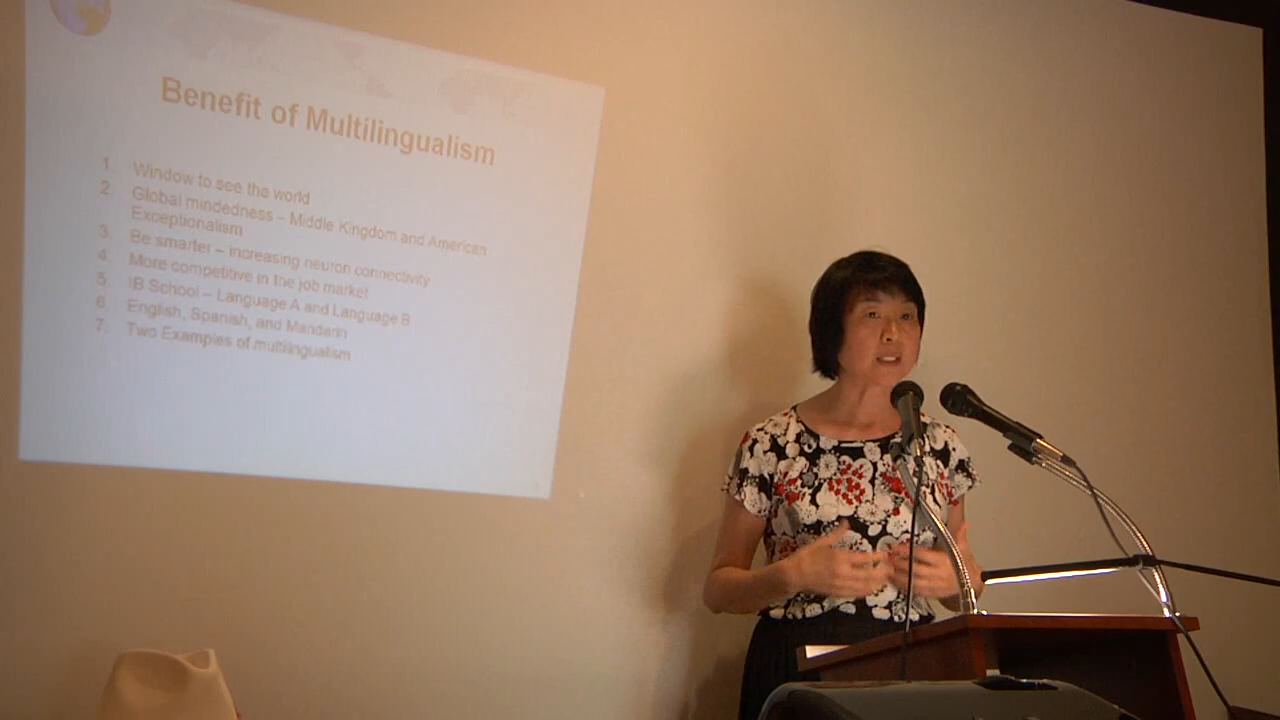 Benefit of Multilingualism
1. Window to see the world
2. Global mindedness – Middle Kingdom and American
Exceptionalism
3. Be smarter – increasing neuron connectivity
4. More competitive in the job market
5. IB School – Language A and Language B
6. English, Spanish, and Mandarin
7. Two Examples of multilingualism